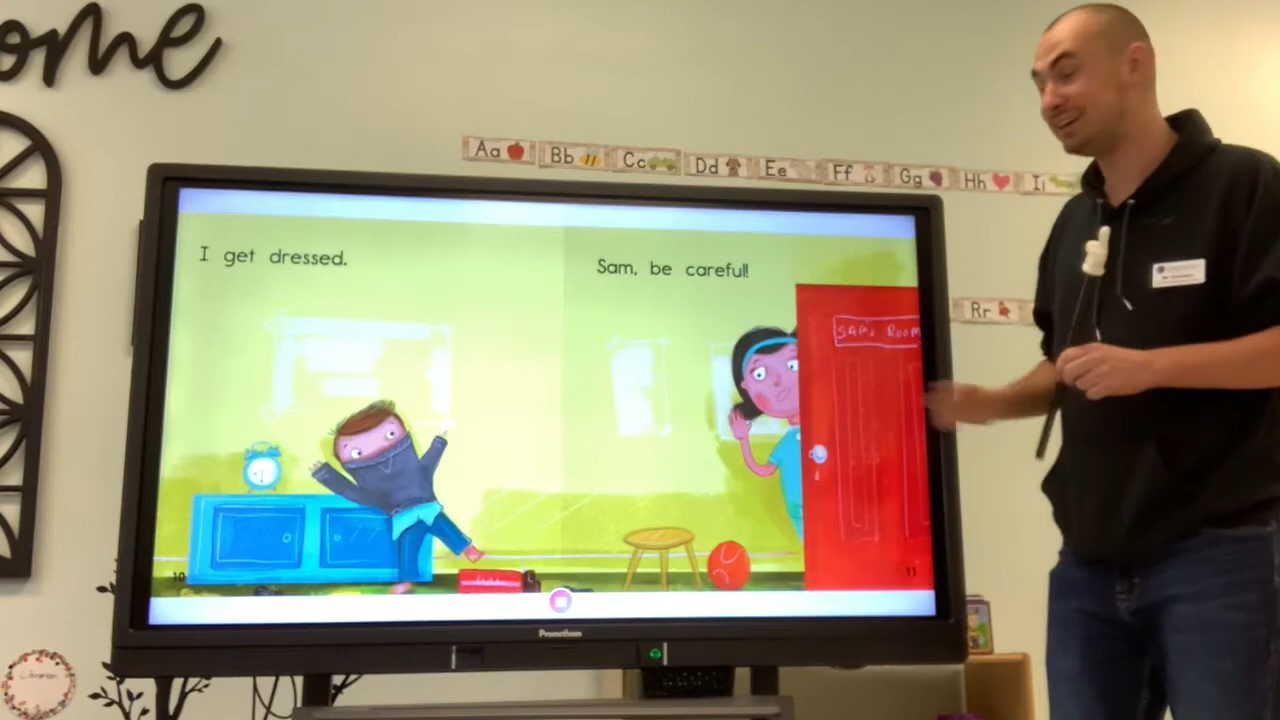 ome
Aa Bb Cc Dd Ee Ff Gg Hh Ii
Rr
I get dressed.
Sam, be careful!
SAM's ROOM
10
11
Promethean
Librarian